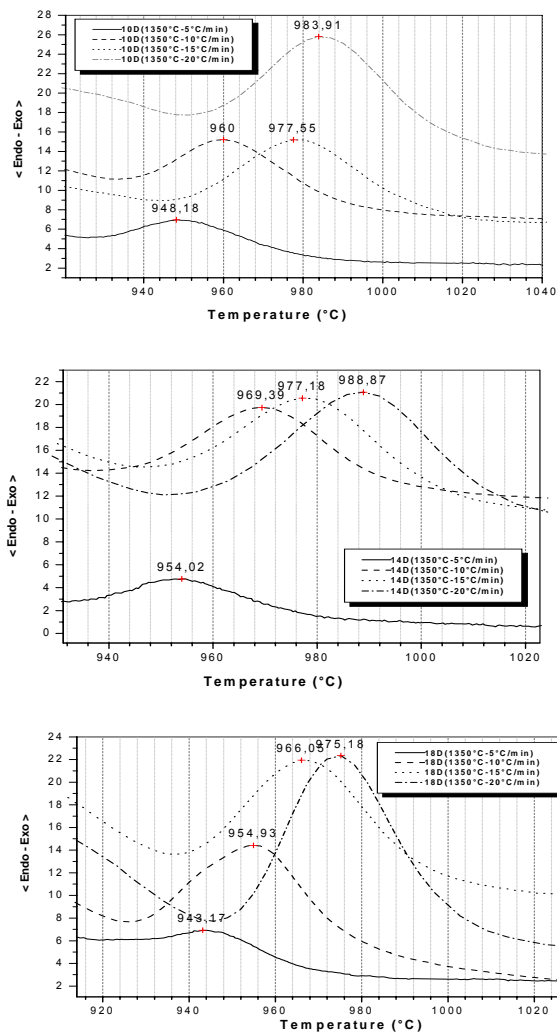 28
26
24
22
20
18
16
14
12
10
8
6
4
2
< Endo - Exo >
10D(1350°C-5°C/min)
10D(1350°C-10°C/min)
10D(1350°C-15°C/min)
10D(1350°C-20°C/min)
983,91
960
977,55
948,18
940 960 980 1000 1020 1040
Temperature (°C)
22
20
18
16
14
12
10
8
6
4
2
0
< Endo - Exo >
969,39
977,18
988,87
954,02
14D(1350°C-5°C/min)
14D(1350°C-10°C/min)
14D(1350°C-15°C/min)
14D(1350°C-20°C/min)
940 960 980 1000 1020
Temperature (°C)
24
22
20
18
16
14
12
10
8
6
4
2
< Endo - Exo >
966,05
975,18
954,93
943,17
18D(1350°C-5°C/min)
18D(1350°C-10°C/min)
18D(1350°C-15°C/min)
18D(1350°C-20°C/min)
920 940 960 980 1000 1020
Temperature (°C)